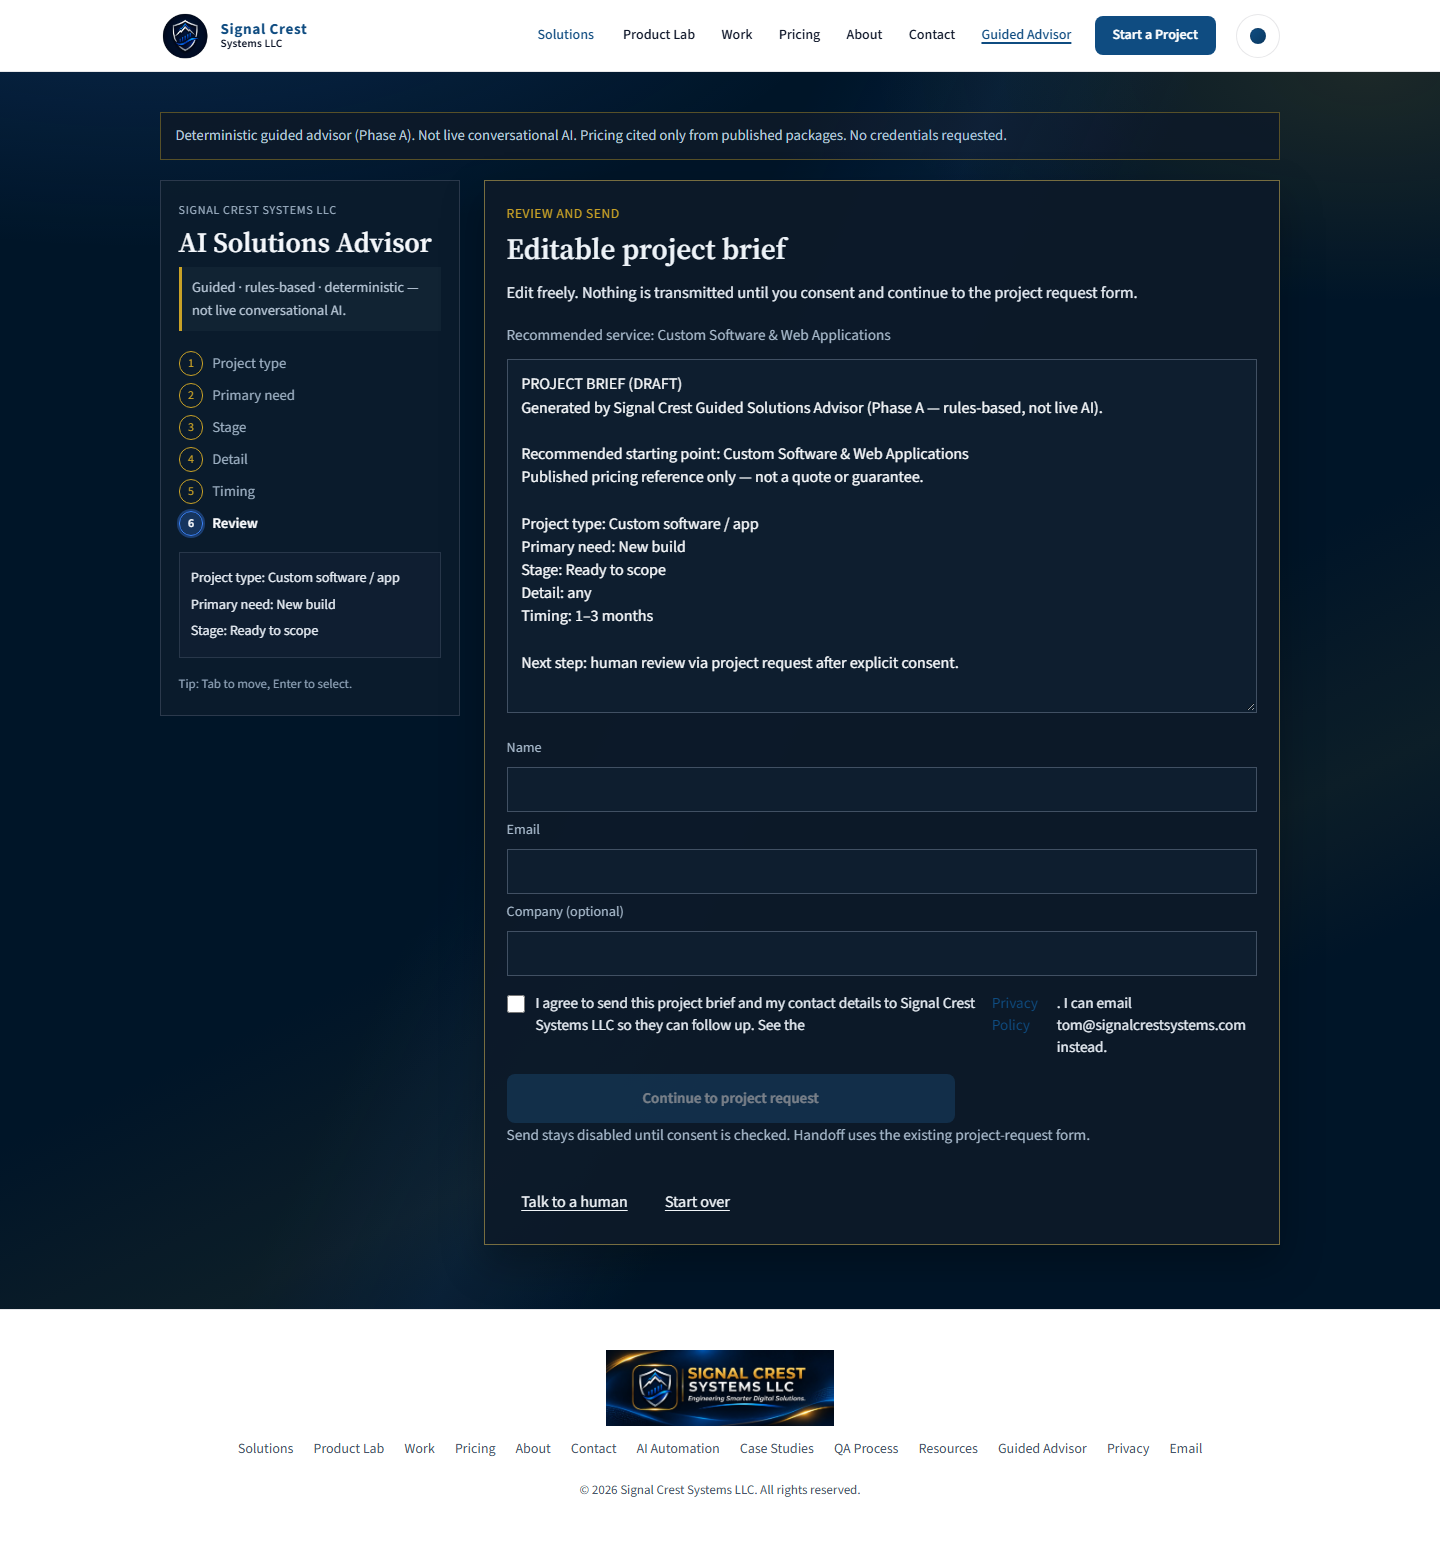 Signal Crest
Systems LLC
Solutions
Product Lab
Work
Pricing
About
Contact
Guided Advisor
Start a Project
Deterministic guided advisor (Phase A). Not live conversational AI. Pricing cited only from published packages. No credentials requested.
SIGNAL CREST SYSTEMS LLC
AI Solutions Advisor
Guided · rules-based · deterministic —
not live conversational AI.
1 Project type
2 Primary need
3 Stage
4 Detail
5 Timing
6 Review
Project type: Custom software / app
Primary need: New build
Stage: Ready to scope
Tip: Tab to move, Enter to select.
REVIEW AND SEND
Editable project brief
Edit freely. Nothing is transmitted until you consent and continue to the project request form.
Recommended service: Custom Software & Web Applications
PROJECT BRIEF (DRAFT)
Generated by Signal Crest Guided Solutions Advisor (Phase A — rules-based, not live AI).
Recommended starting point: Custom Software & Web Applications
Published pricing reference only — not a quote or guarantee.
Project type: Custom software / app
Primary need: New build
Stage: Ready to scope
Detail: any
Timing: 1–3 months
Next step: human review via project request after explicit consent.
Name
Email
Company (optional)
I agree to send this project brief and my contact details to Signal Crest
Systems LLC so they can follow up. See the
Privacy
Policy
. I can email
tom@signalcrestsystems.com
instead.
Continue to project request
Send stays disabled until consent is checked. Handoff uses the existing project-request form.
Talk to a human
Start over
SIGNAL CREST
SYSTEMS LLC
Engineering Smarter Digital Solutions.
Solutions
Product Lab
Work
Pricing
About
Contact
AI Automation
Case Studies
QA Process
Resources
Guided Advisor
Privacy
Email
© 2026 Signal Crest Systems LLC. All rights reserved.